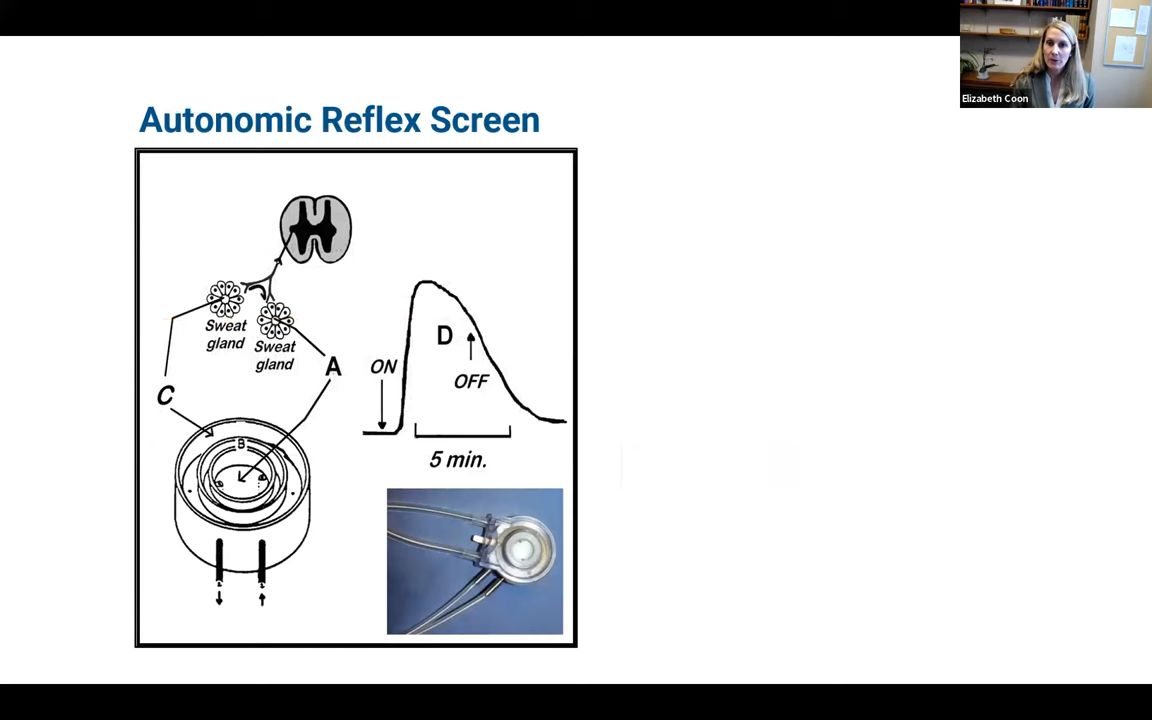 Elizabeth Coon
Autonomic Reflex Screen
Sweat
gland
Sweat
gland
A
C
B
ON
D
OFF
5 min.